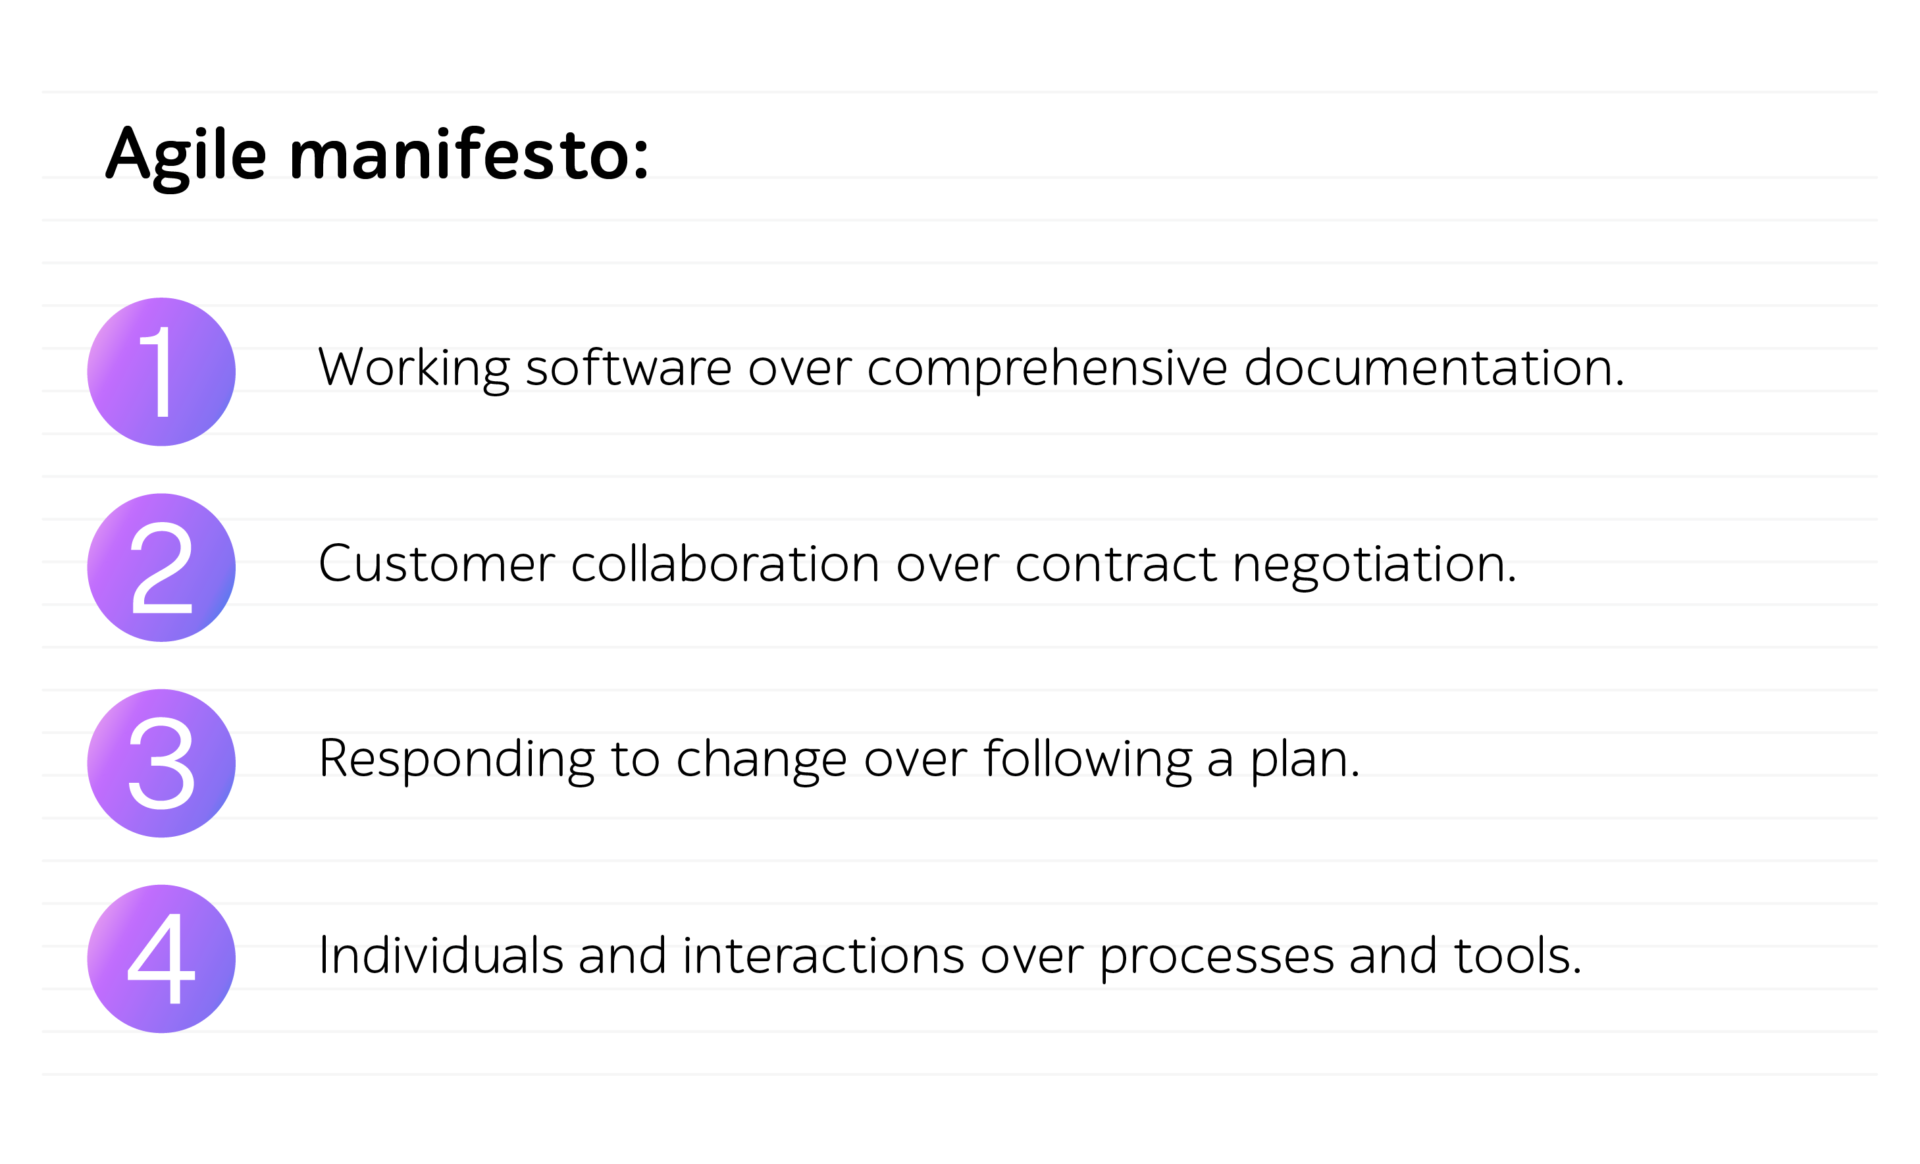 Agile manifesto:
1 Working software over comprehensive documentation.
2 Customer collaboration over contract negotiation.
3 Responding to change over following a plan.
4 Individuals and interactions over processes and tools.